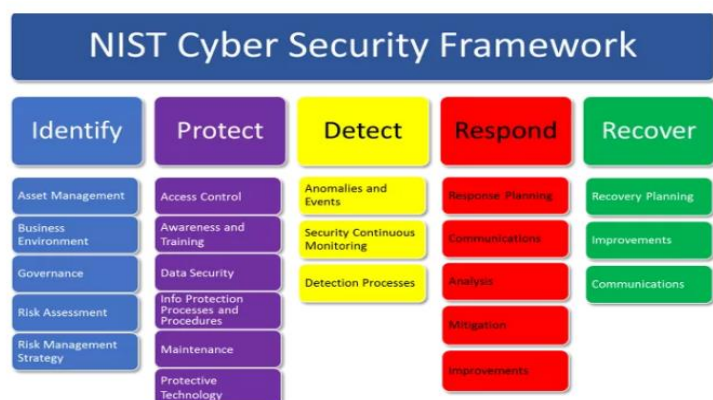 NIST Cyber Security Framework
Identify
Asset Management
Business
Environment
Governance
Risk Assessment
Risk Management
Strategy
Protect
Access Control
Awareness and
Training
Data Security
Info Protection
Processes and
Procedures
Maintenance
Protective
Technology
Detect
Anomalies and
Events
Security Continuous
Monitoring
Detection Processes
Respond
Response Planning
Communications
Analysis
Mitigation
Improvements
Recover
Recovery Planning
Improvements
Communications